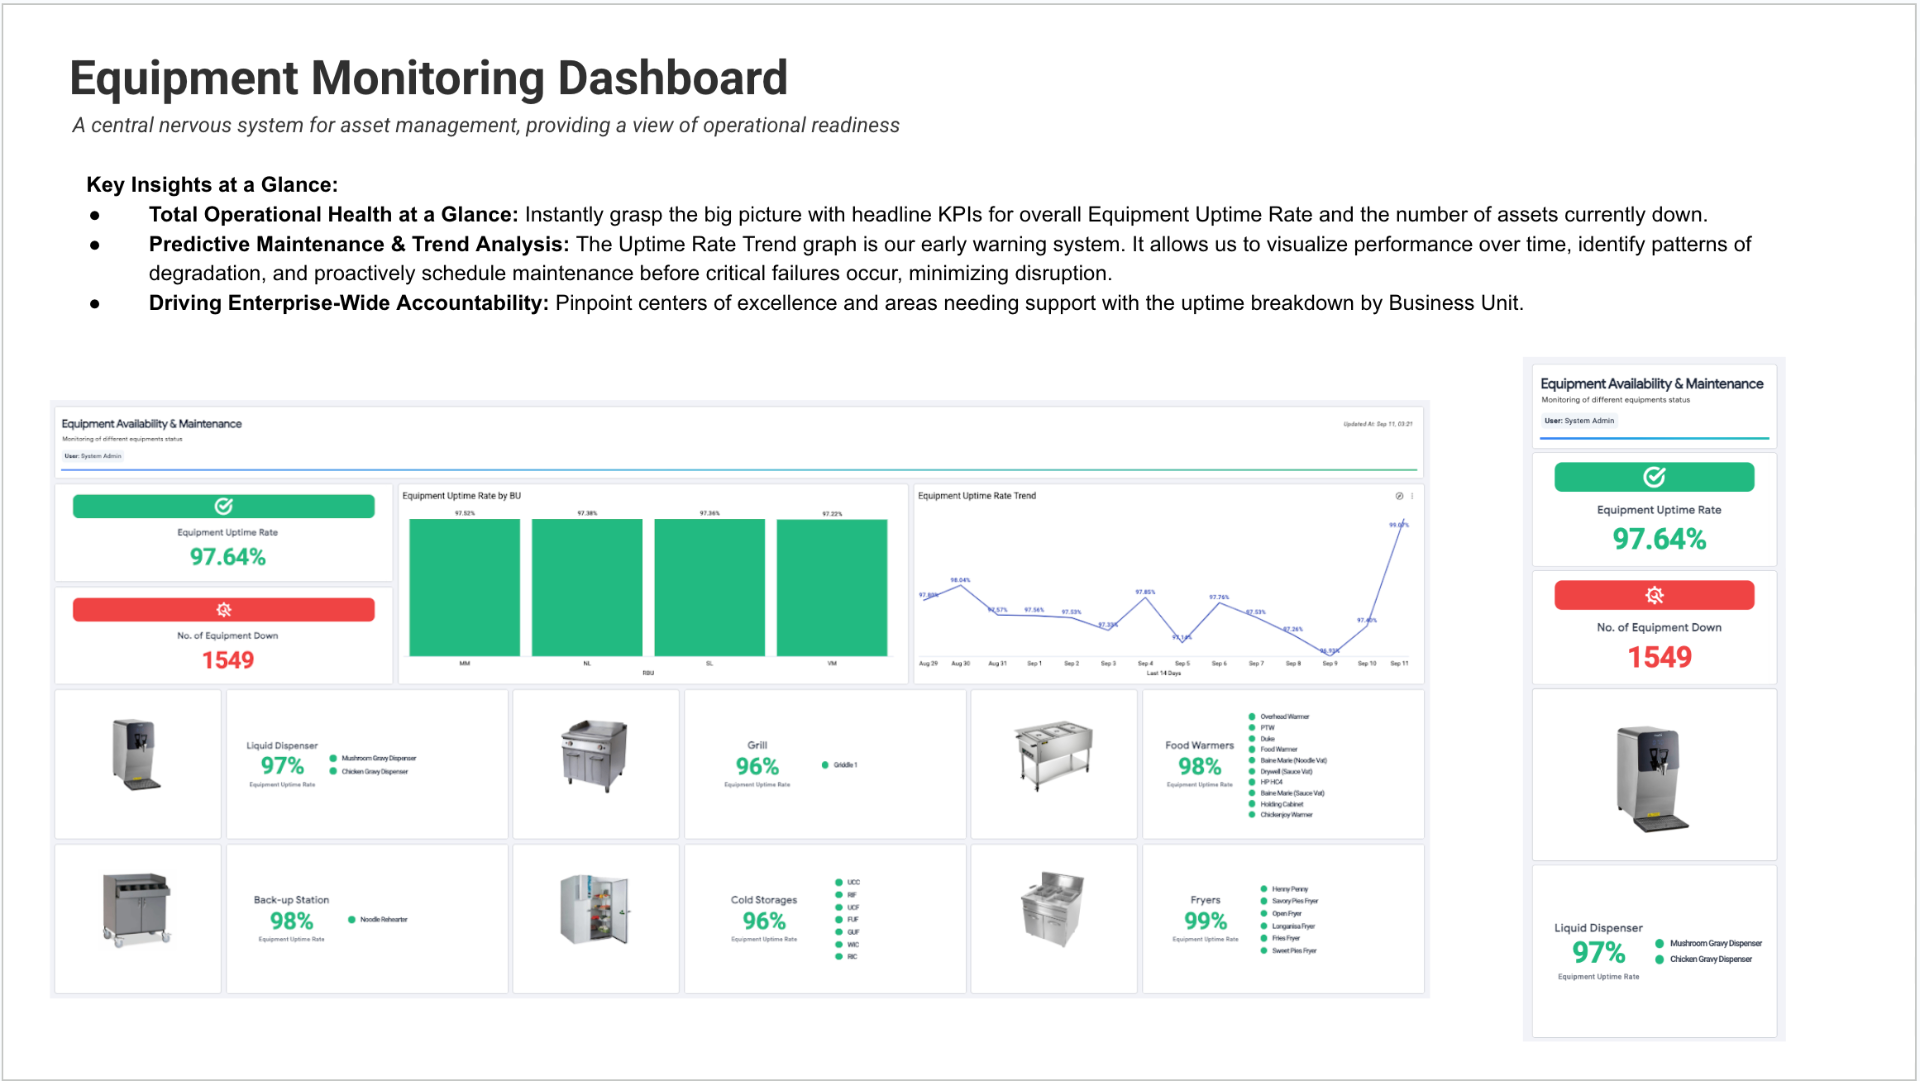 Equipment Monitoring Dashboard
A central nervous system for asset management, providing a view of operational readiness
Key Insights at a Glance:
● Total Operational Health at a Glance: Instantly grasp the big picture with headline KPIs for overall Equipment Uptime Rate and the number of assets currently down.
● Predictive Maintenance & Trend Analysis: The Uptime Rate Trend graph is our early warning system. It allows us to visualize performance over time, identify patterns of
degradation, and proactively schedule maintenance before critical failures occur, minimizing disruption.
● Driving Enterprise-Wide Accountability: Pinpoint centers of excellence and areas needing support with the uptime breakdown by Business Unit.
Equipment Availability & Maintenance
Monitoring of different equipments status
User: System Admin
Updated At: Sep 11, 03:21
Equipment Uptime Rate
97.64%
No. of Equipment Down
1549
Equipment Uptime Rate by BU
97.52% 97.38% 97.36% 97.22%
MM NL SL VM
RBU
Equipment Uptime Rate Trend
98.04% 97.57% 97.56% 97.53% 97.85% 97.76% 97.53% 97.26%
Aug 29 Aug 30 Aug 31 Sep 1 Sep 2 Sep 3 Sep 4 Sep 5 Sep 6 Sep 7 Sep 8 Sep 9 Sep 10 Sep 11
Last 14 Days
Liquid Dispenser
97%
Equipment Uptime Rate
Mushroom Gravy Dispenser
Chicken Gravy Dispenser
Grill
96%
Equipment Uptime Rate
Griddle 1
Food Warmers
98%
Equipment Uptime Rate
Overhead Warmer
PTW
Duke
Food Warmer
Baine Marie (Noodle Vat)
Drywell (Sauce Vat)
HP HC4
Baine Marie (Sauce Vat)
Holding Cabinet
Chickenjoy Warmer
Back-up Station
98%
Equipment Uptime Rate
Noodle Rehearter
Cold Storages
96%
Equipment Uptime Rate
UCC
RIF
UCF
FUF
GUF
WIC
RIC
Fryers
99%
Equipment Uptime Rate
Henny Penny
Savory Pies Fryer
Open Fryer
Longanisa Fryer
Fries Fryer
Sweet Pies Fryer
Equipment Availability & Maintenance
Monitoring of different equipments status
User: System Admin
Equipment Uptime Rate
97.64%
No. of Equipment Down
1549
Liquid Dispenser
97%
Equipment Uptime Rate
Mushroom Gravy Dispenser
Chicken Gravy Dispenser